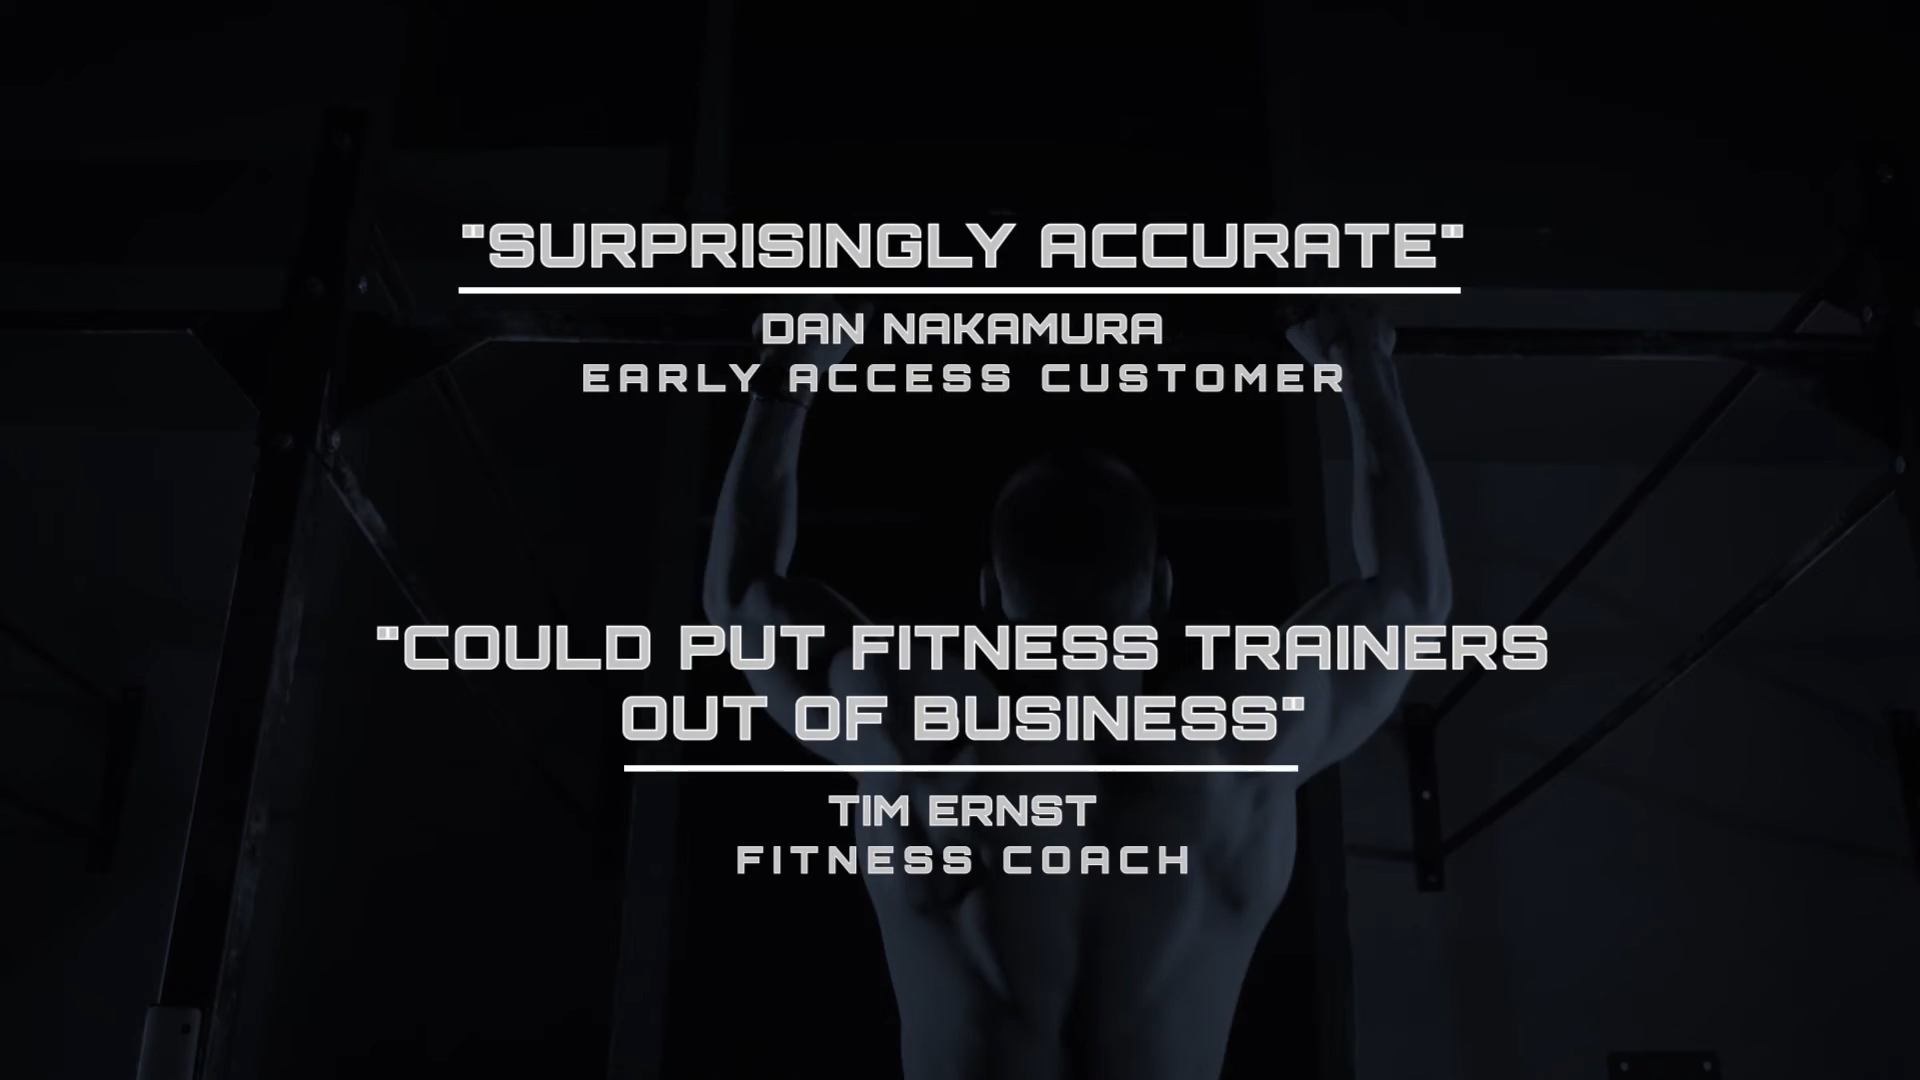 "SURPRISINGLY ACCURATE"
DAN NAKAMURA
EARLY ACCESS CUSTOMER
"COULD PUT FITNESS TRAINERS
OUT OF BUSINESS"
TIM ERNST
FITNESS COACH